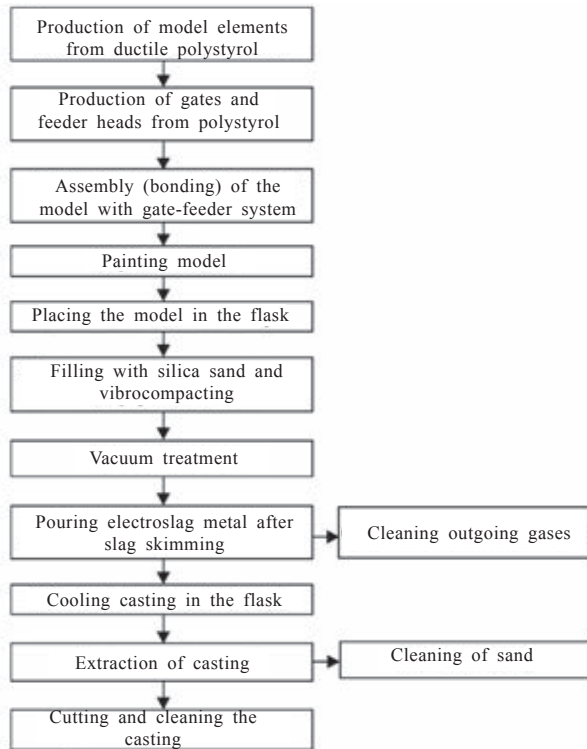 Production of model elements
from ductile polystyrol
Production of gates and
feeder heads from polystyrol
Assembly (bonding) of the
model with gate-feeder system
Painting model
Placing the model in the flask
Filling with silica sand and
vibrocompacting
Vacuum treatment
Pouring electroslag metal after
slag skimming
Cleaning outgoing gases
Cooling casting in the flask
Extraction of casting
Cleaning of sand
Cutting and cleaning the
casting